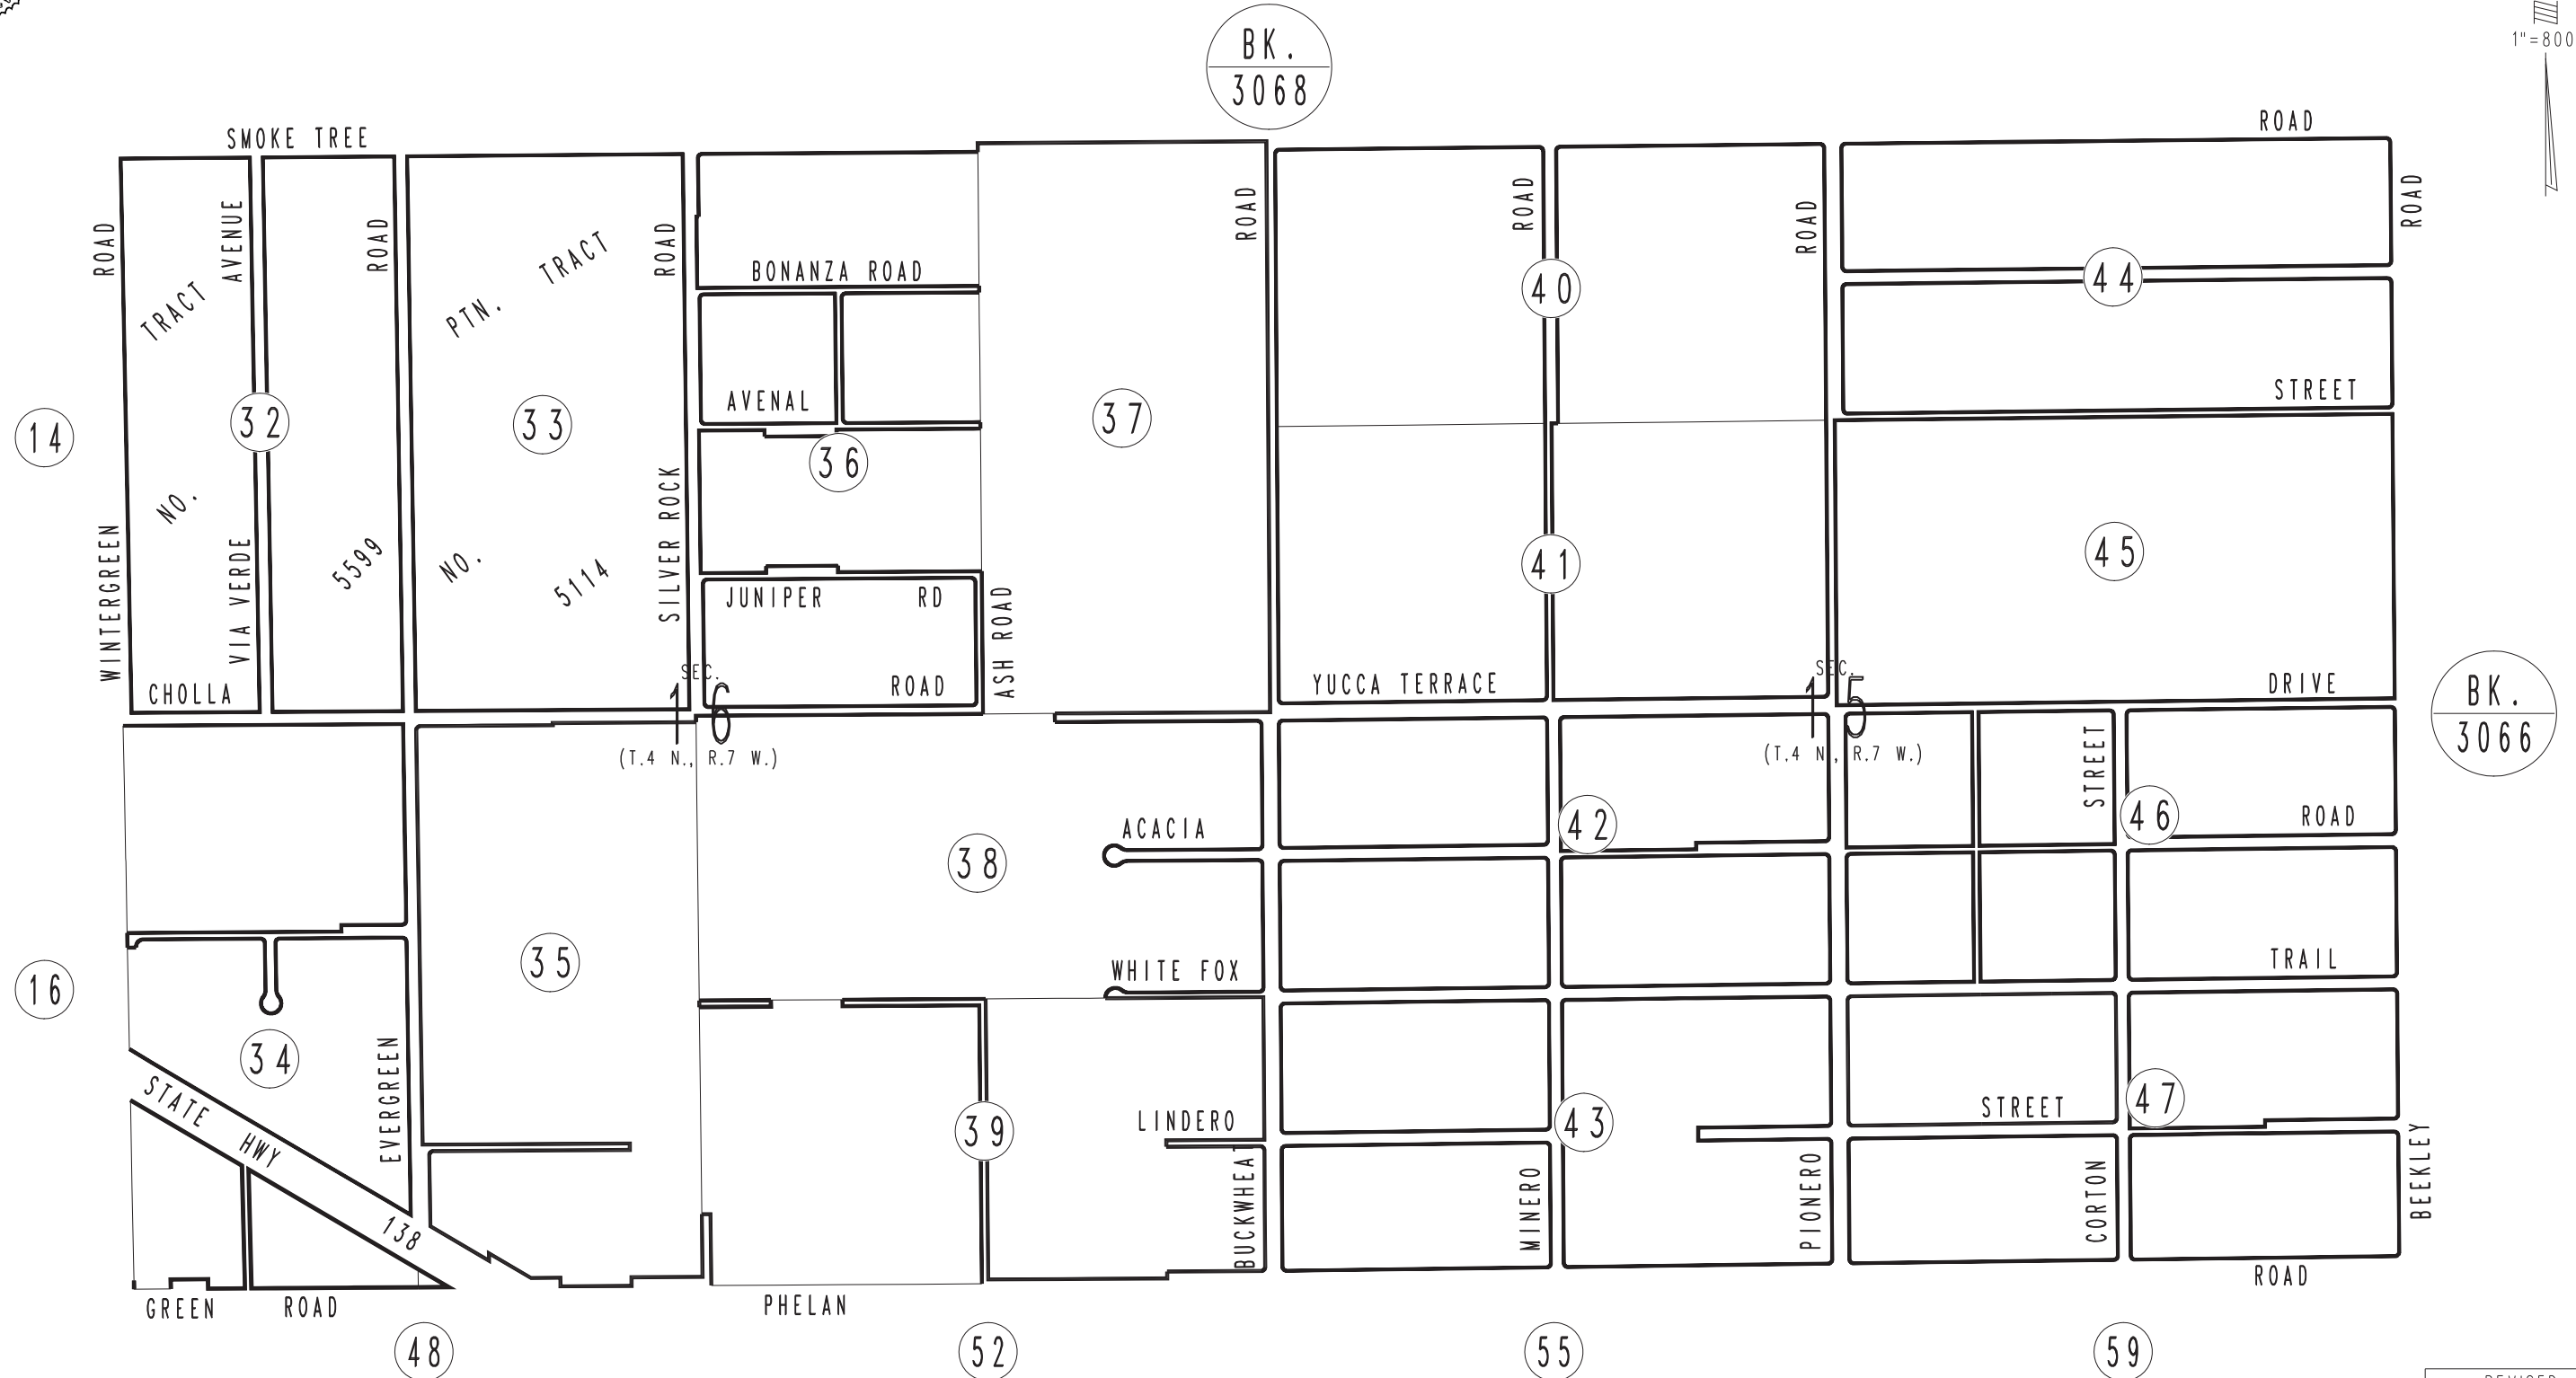 BK.
3068
1"=800
SMOKE TREE
ROAD
ROAD
AVENUE
ROAD
ROAD
ROAD
ROAD
ROAD
ROAD
TRACT
NO.
5599
PTN. TRACT
NO. 5114
BONANZA ROAD
AVENAL
STREET
14
32
33
36
37
40
44
41
45
WINTERGREEN
VIA VERDE
SILVER ROCK
JUNIPER RD
ASH ROAD
CHOLLA
ROAD
YUCCA TERRACE
DRIVE
SEC.
16
(T.4 N., R.7 W.)
SEC.
15
(T.4 N., R.7 W.)
BK.
3066
STREET
ACACIA
ROAD
42
46
38
35
WHITE FOX
TRAIL
16
34
EVERGREEN
STATE HWY 138
39
LINDERO
STREET
43
47
BUCKWHEAT
MINERO
PIONERO
CORTON
BEEKLEY
GREEN ROAD
PHELAN
ROAD
48
52
55
59